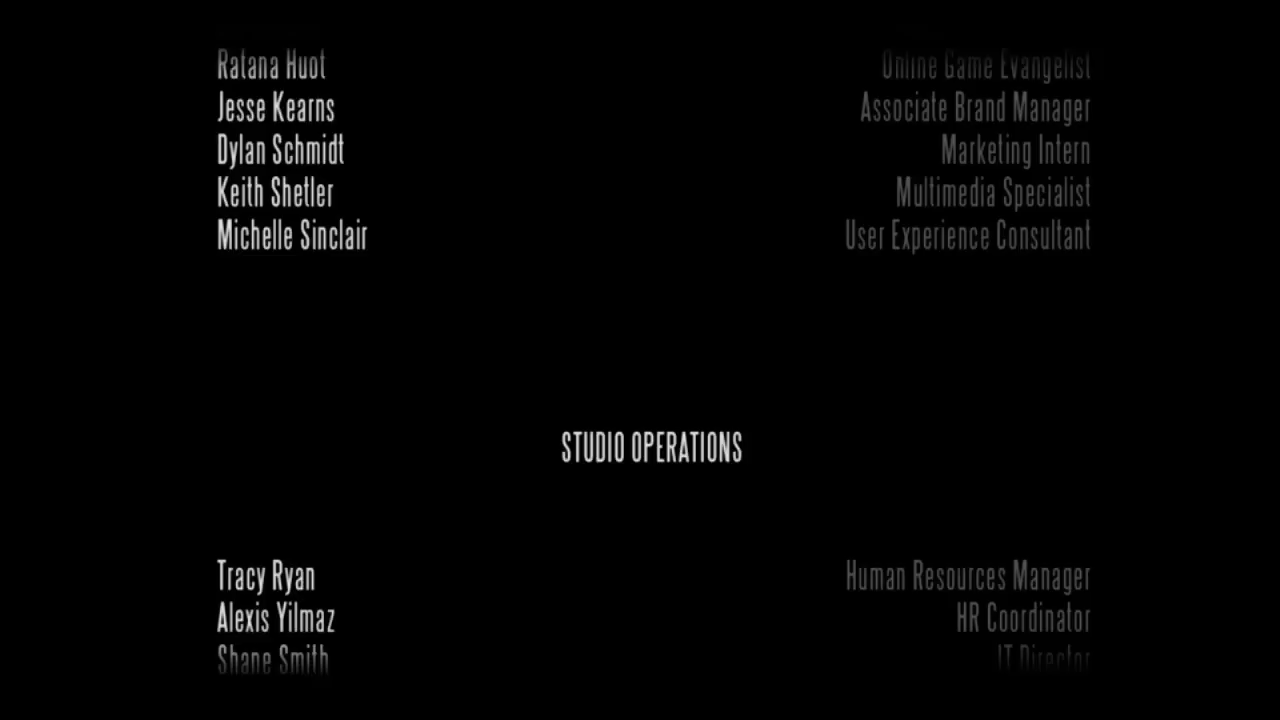 Ratana Huot Online Game Evangelist
Jesse Kearns Associate Brand Manager
Dylan Schmidt Marketing Intern
Keith Shetler Multimedia Specialist
Michelle Sinclair User Experience Consultant
STUDIO OPERATIONS
Tracy Ryan Human Resources Manager
Alexis Yilmaz HR Coordinator
Shane Smith IT Director